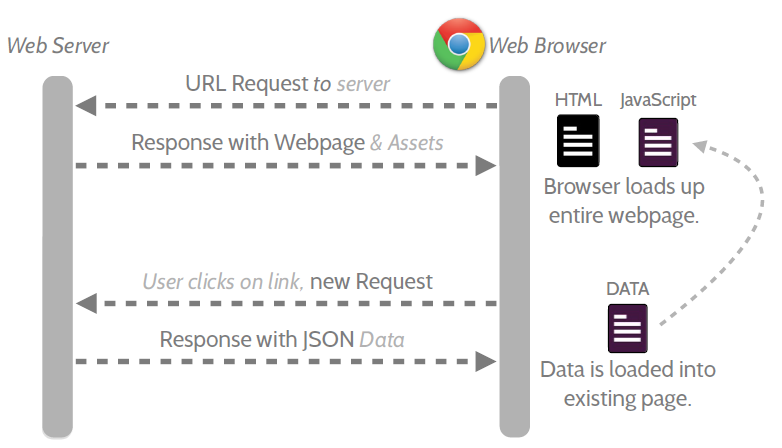 Web Server
Web Browser
URL Request to server
HTML
JavaScript
Response with Webpage & Assets
Browser loads up
entire webpage.
User clicks on link, new Request
DATA
Response with JSON Data
Data is loaded into
existing page.